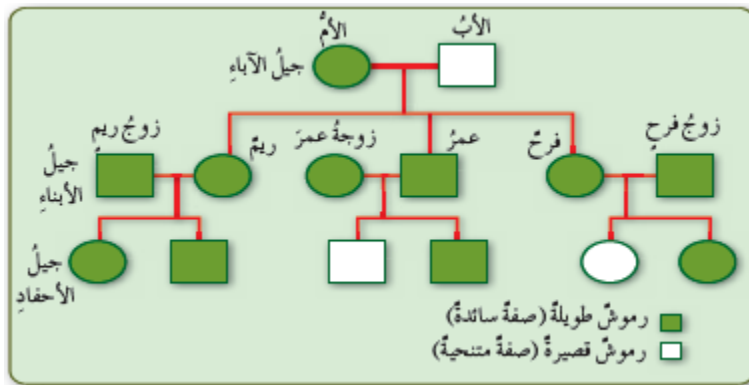 الأبُ
الأمُّ
جيلُ الآباءِ
زوجُ فرحٍ
فرحٌ
عمرُ
زوجةُ عمرَ
ريمٌ
زوجُ ريمٍ
جيلُ
الأبناءِ
جيلُ
الأحفادِ
رموشٌ طويلةٌ (صفةٌ سائدةٌ)
رموشٌ قصيرةٌ (صفةٌ متنحيةٌ)